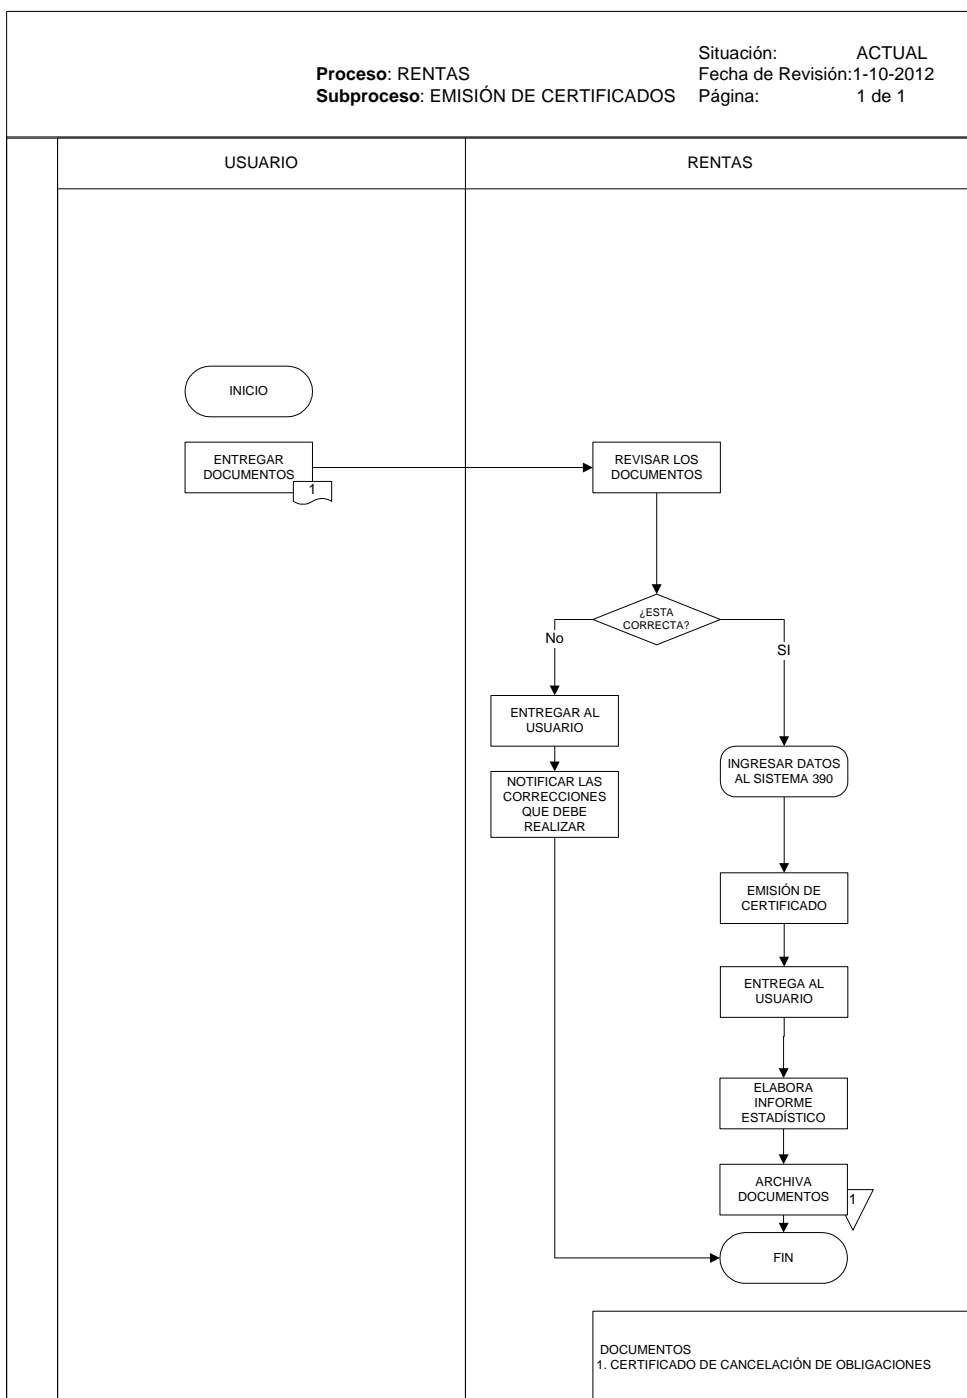 Situación: ACTUAL
Proceso: RENTAS
Fecha de Revisión:1-10-2012
Subproceso: EMISIÓN DE CERTIFICADOS
Página: 1 de 1
USUARIO
RENTAS
INICIO
ENTREGAR
DOCUMENTOS
1
REVISAR LOS
DOCUMENTOS
¿ESTA
CORRECTA?
No
SI
ENTREGAR AL
USUARIO
NOTIFICAR LAS
CORRECCIONES
QUE DEBE
REALIZAR
INGRESAR DATOS
AL SISTEMA 390
EMISIÓN DE
CERTIFICADO
ENTREGA AL
USUARIO
ELABORA
INFORME
ESTADÍSTICO
ARCHIVA
DOCUMENTOS
1
FIN
DOCUMENTOS
1. CERTIFICADO DE CANCELACIÓN DE OBLIGACIONES